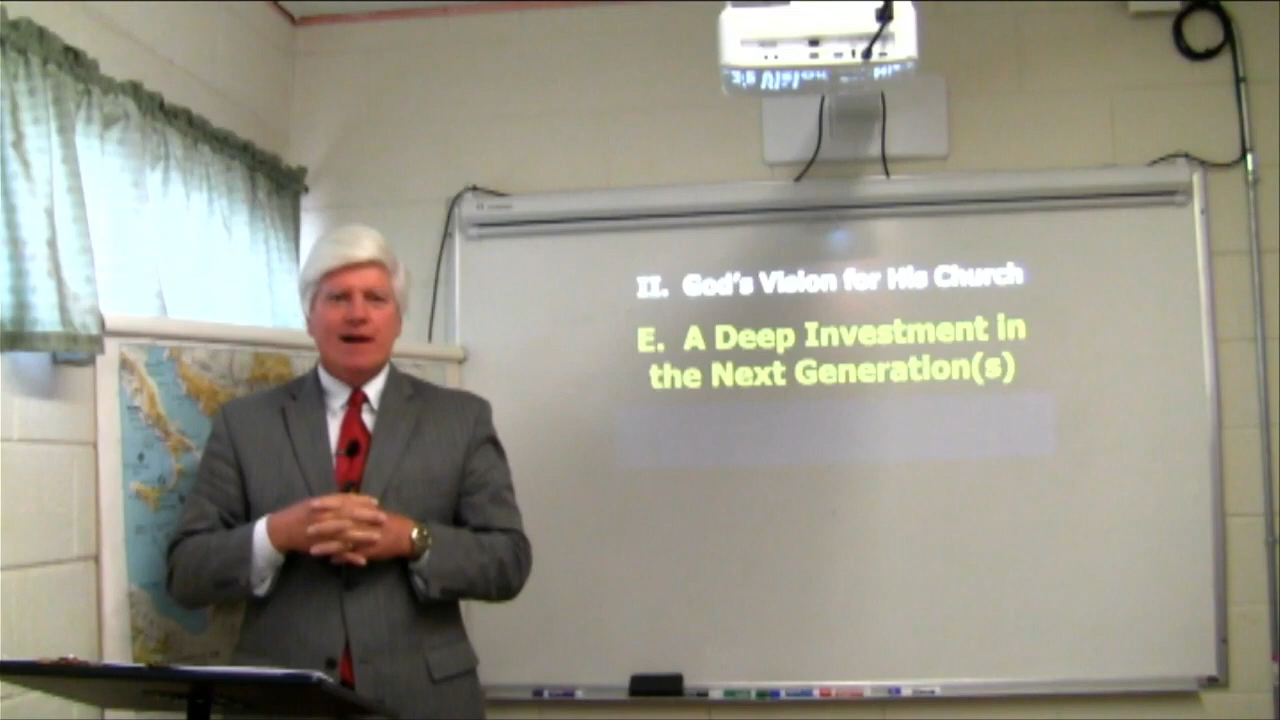 II. God's Vision for His Church
E. A Deep Investment in
the Next Generation(s)